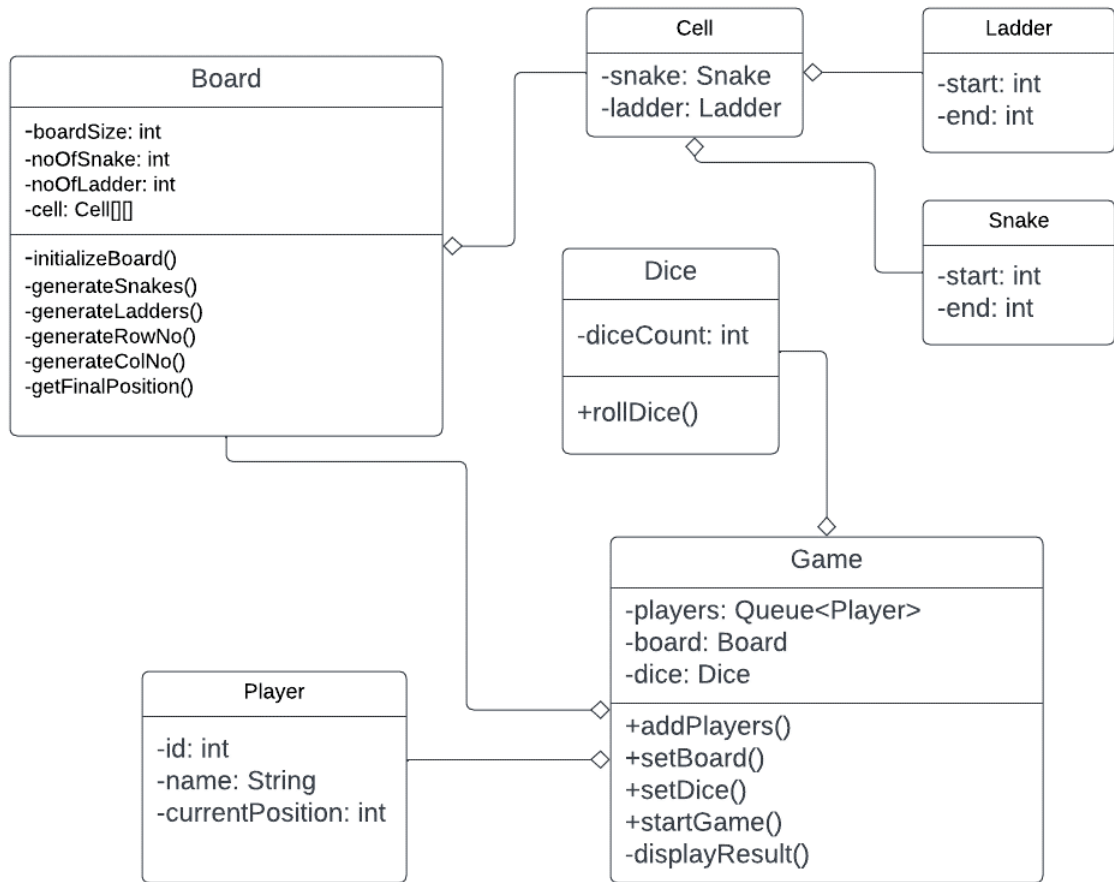 Board
-boardSize: int
-noOfSnake: int
-noOfLadder: int
-cell: Cell[][]
-initializeBoard()
-generateSnakes()
-generateLadders()
-generateRowNo()
-generateColNo()
-getFinalPosition()
Cell
-snake: Snake
-ladder: Ladder
Ladder
-start: int
-end: int
Snake
-start: int
-end: int
Dice
-diceCount: int
+rollDice()
Game
-players: Queue<Player>
-board: Board
-dice: Dice
+addPlayers()
+setBoard()
+setDice()
+startGame()
-displayResult()
Player
-id: int
-name: String
-currentPosition: int